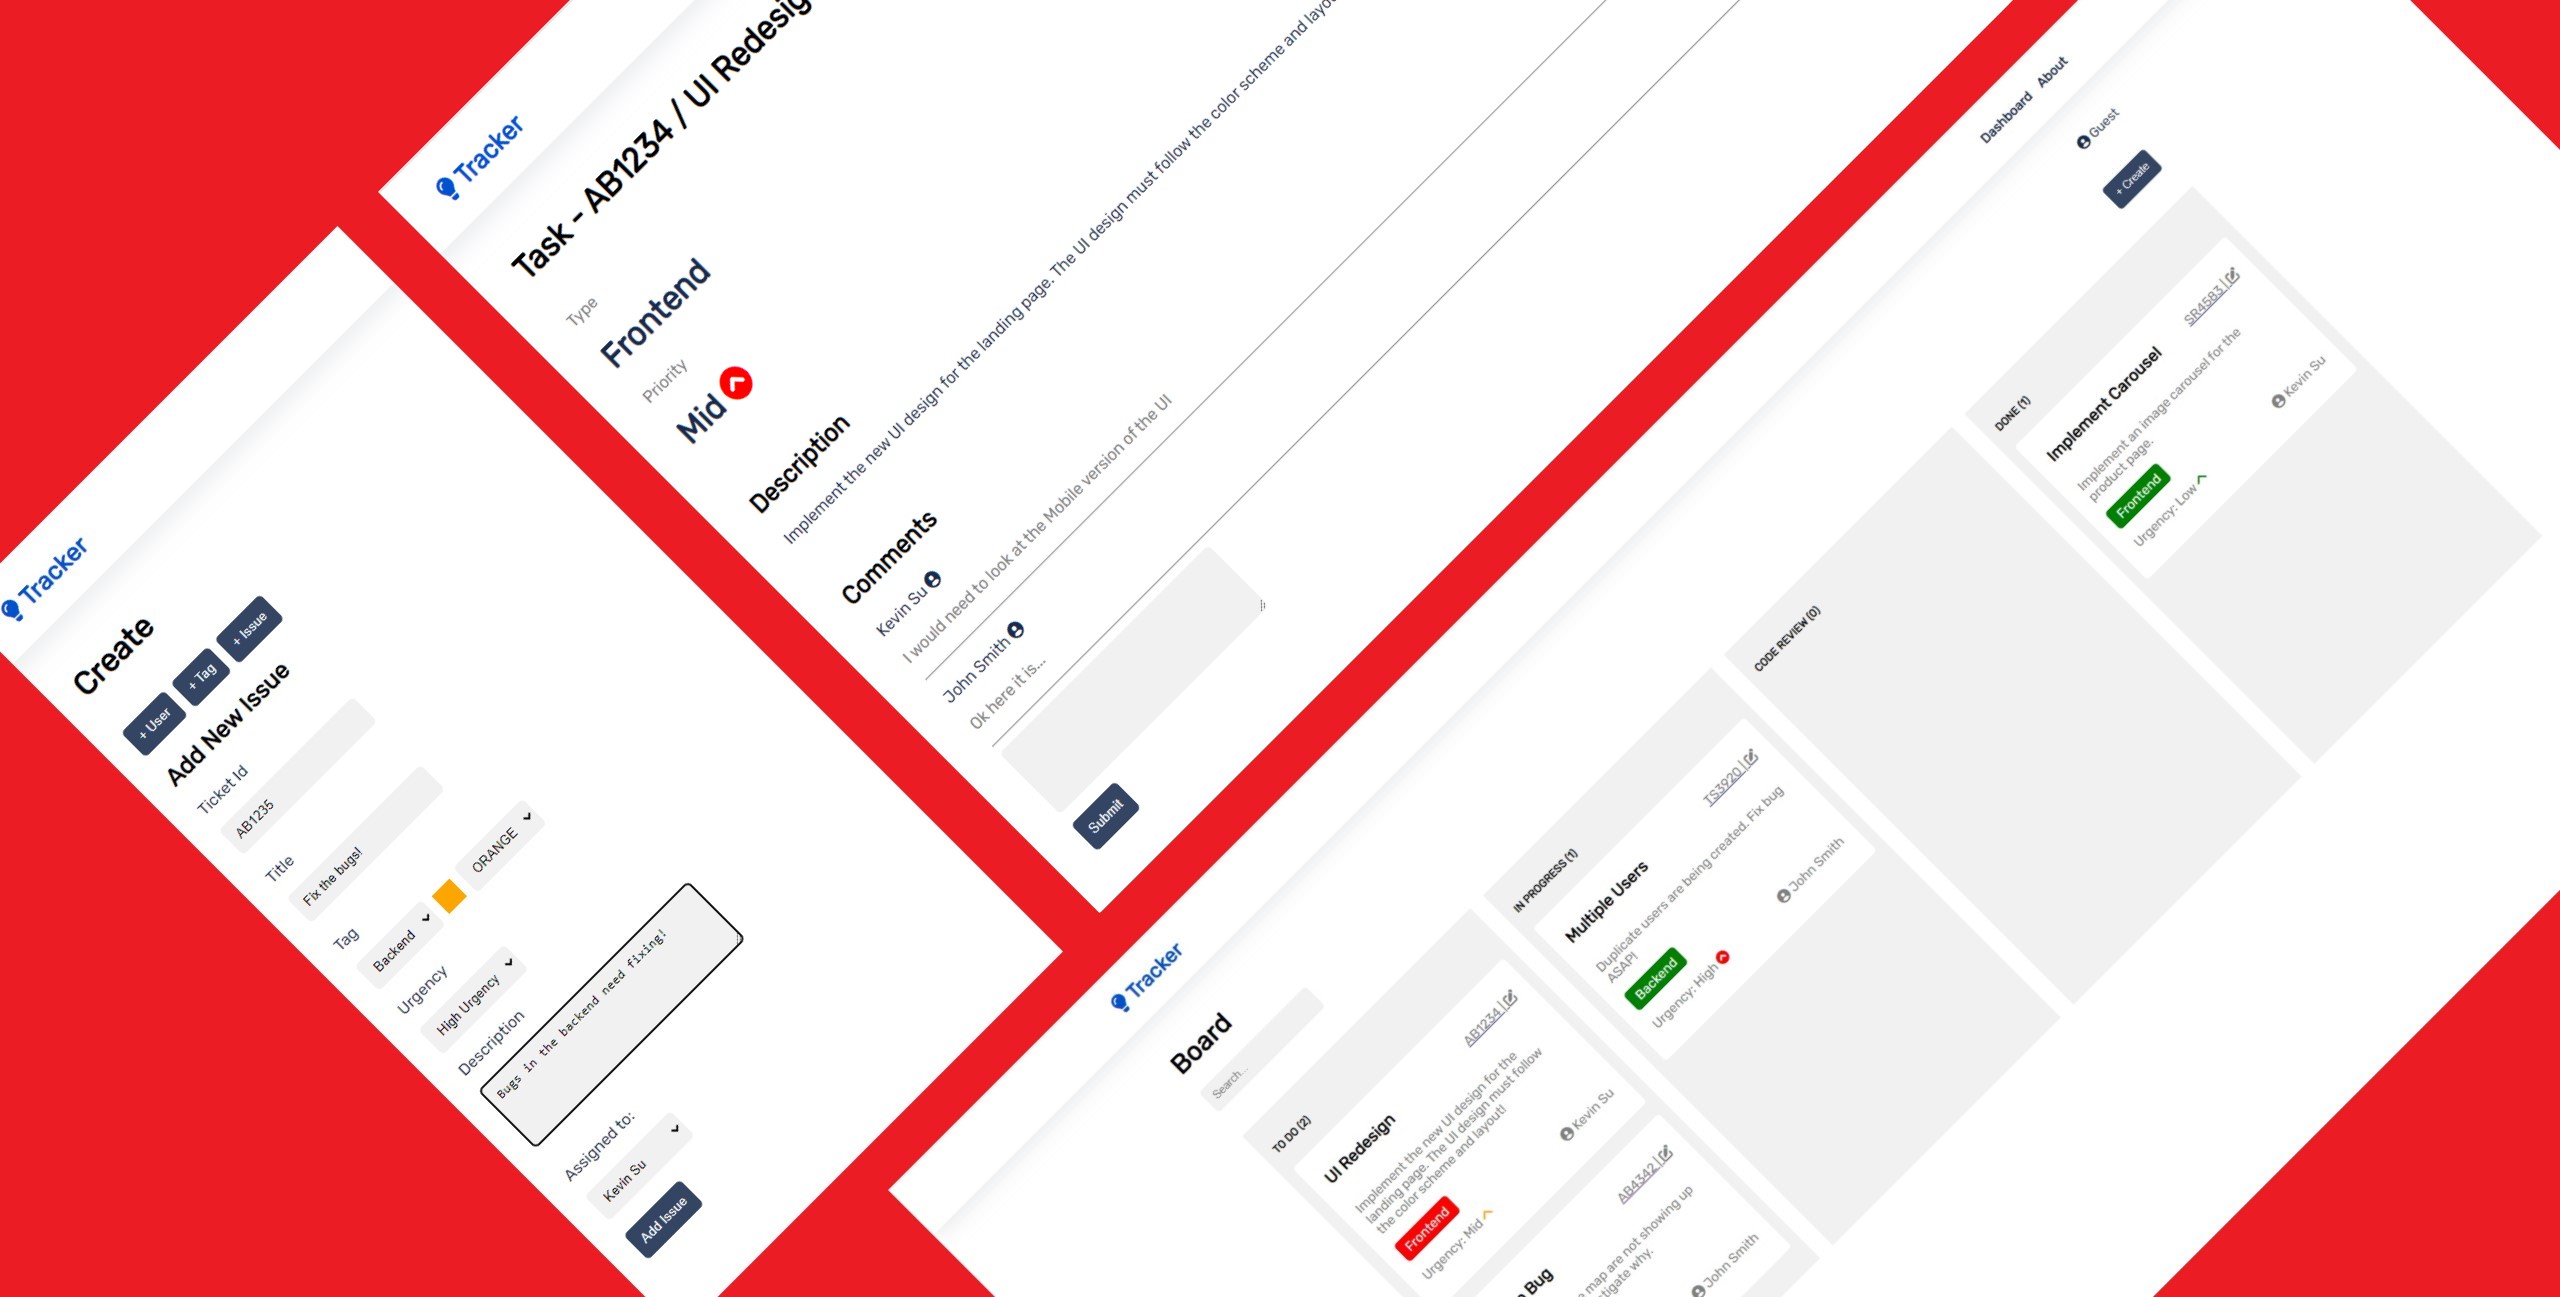 Tracker
Create
+ User
+ Tag
+ Issue
Add New Issue
Ticket Id
AB1235
Title
Fix the bugs!
Tag
Backend
ORANGE
Urgency
High Urgency
Description
Bugs in the backend need fixing!
Assigned to:
Kevin Su
Add Issue
Tracker
Task - AB1234 / UI Redesig
Type
Frontend
Priority
Mid
Description
Implement the new UI design for the landing page. The UI design must follow the color scheme and layou
Comments
Kevin Su
I would need to look at the Mobile version of the UI
John Smith
Ok here it is...
Submit
Tracker
Dashboard
About
Board
Guest
Search...
+ Create
TO DO (2)
AB1234 |
UI Redesign
Implement the new UI design for the
landing page. The UI design must follow
the color scheme and layout!
Frontend
Urgency: Mid
Kevin Su
AB4342 |
Bug
map are not showing up
tigate why.
John Smith
IN PROGRESS (1)
TS3920 |
Multiple Users
Duplicate users are being created. Fix bug
ASAP!
Backend
Urgency: High
John Smith
CODE REVIEW (0)
DONE (1)
SR4583 |
Implement Carousel
Implement an image carousel for the
product page.
Frontend
Urgency: Low
Kevin Su